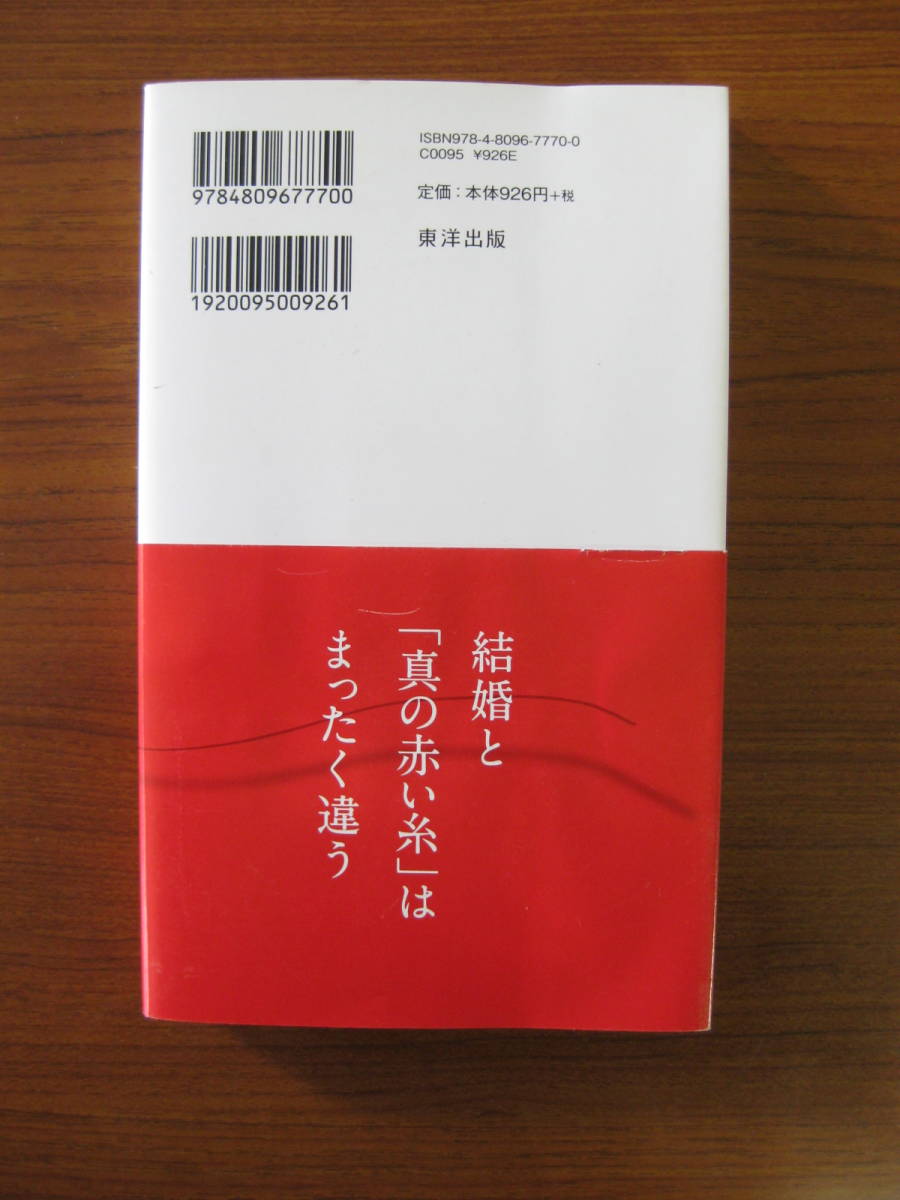 ISBN978-4-8096-7770-0
C0095 ¥926E
9784809677700
定価：本体926円+税
東洋出版
1920095009261
結婚と
「真の赤い糸」は
まったく違う